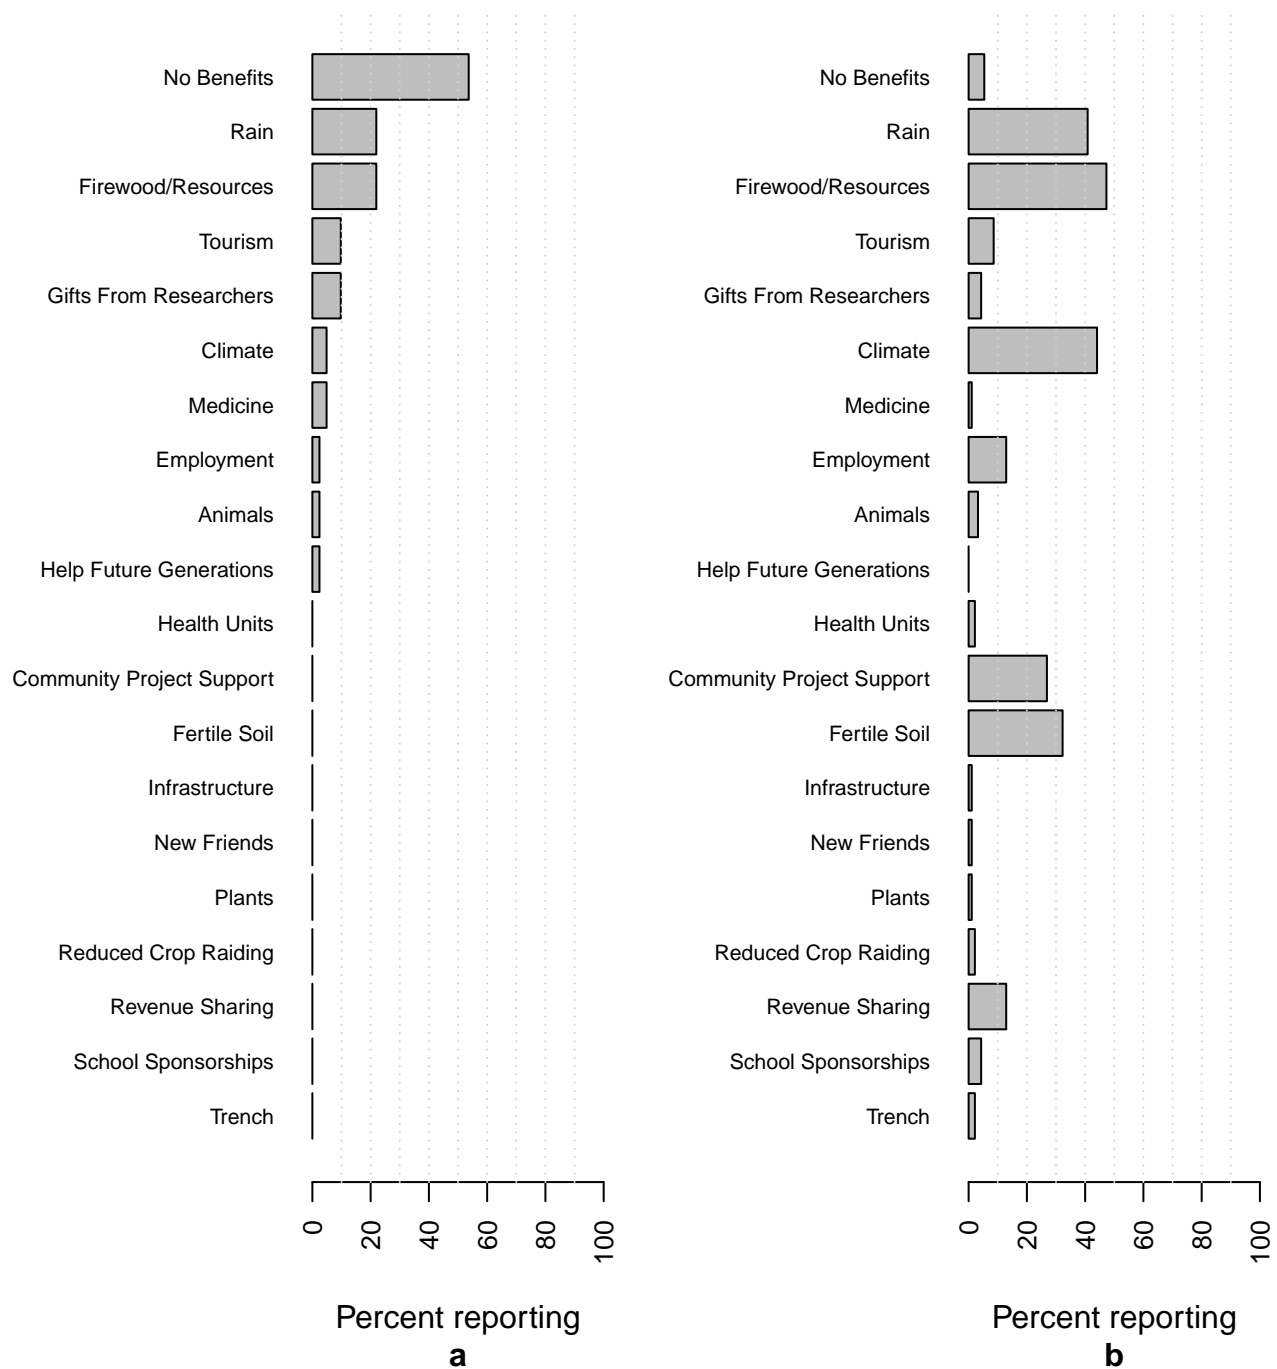 No Benefits
Rain
Firewood/Resources
Tourism
Gifts From Researchers
Climate
Medicine
Employment
Animals
Help Future Generations
Health Units
Community Project Support
Fertile Soil
Infrastructure
New Friends
Plants
Reduced Crop Raiding
Revenue Sharing
School Sponsorships
Trench
0 20 40 60 80 100
Percent reporting
a
No Benefits
Rain
Firewood/Resources
Tourism
Gifts From Researchers
Climate
Medicine
Employment
Animals
Help Future Generations
Health Units
Community Project Support
Fertile Soil
Infrastructure
New Friends
Plants
Reduced Crop Raiding
Revenue Sharing
School Sponsorships
Trench
0 20 40 60 80 100
Percent reporting
b